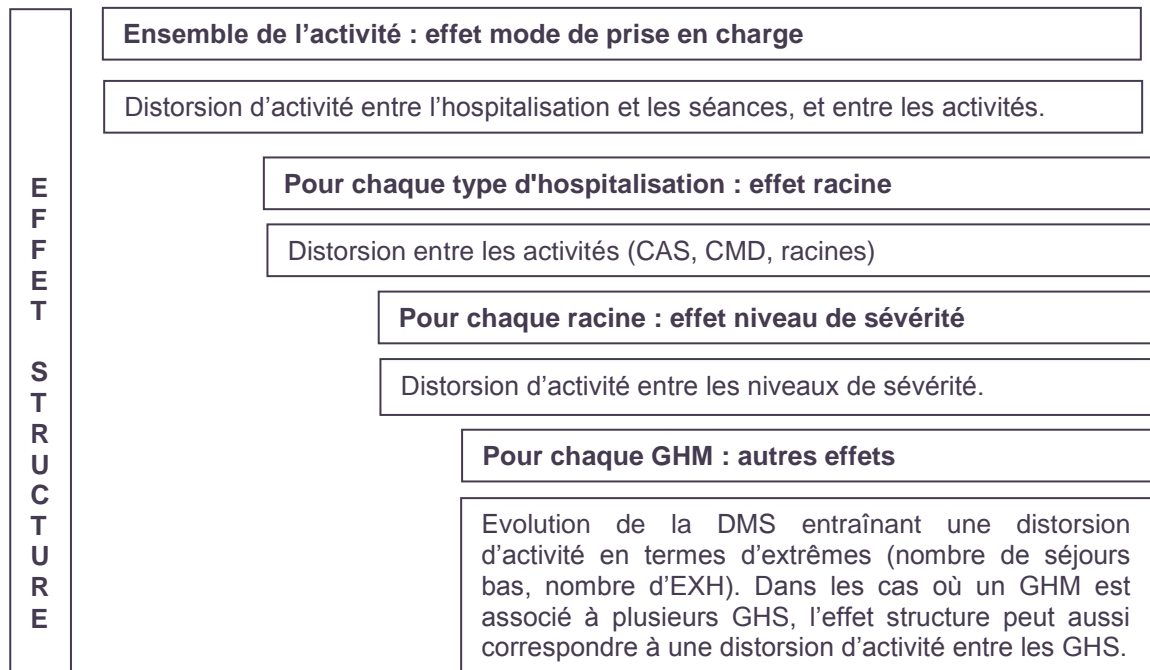 EFFET STRUCTURE
Ensemble de l’activité : effet mode de prise en charge
Distorsion d’activité entre l’hospitalisation et les séances, et entre les activités.
Pour chaque type d'hospitalisation : effet racine
Distorsion entre les activités (CAS, CMD, racines)
Pour chaque racine : effet niveau de sévérité
Distorsion d’activité entre les niveaux de sévérité.
Pour chaque GHM : autres effets
Evolution de la DMS entraînant une distorsion
d’activité en termes d’extrêmes (nombre de séjours
bas, nombre d’EXH). Dans les cas où un GHM est
associé à plusieurs GHS, l’effet structure peut aussi
correspondre à une distorsion d’activité entre les GHS.